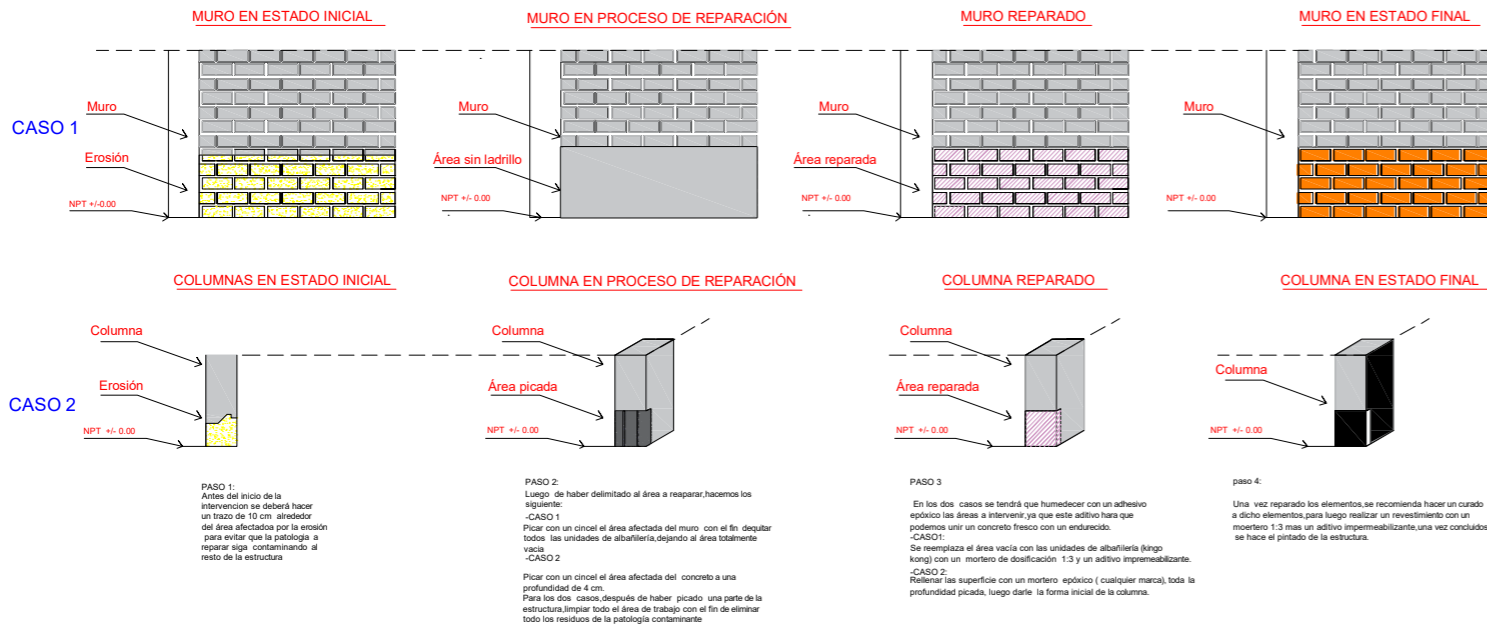 MURO EN ESTADO INICIAL
MURO EN PROCESO DE REPARACIÓN
MURO REPARADO
MURO EN ESTADO FINAL
CASO 1
Muro
Erosión
NPT +/-0.00
Muro
Área sin ladrillo
NPT +/- 0.00
Muro
Área reparada
NPT +/- 0.00
Muro
NPT +/- 0.00
COLUMNAS EN ESTADO INICIAL
COLUMNA EN PROCESO DE REPARACIÓN
COLUMNA REPARADO
COLUMNA EN ESTADO FINAL
CASO 2
Columna
Erosión
NPT +/- 0.00
Columna
Área picada
NPT +/- 0.00
Columna
Área reparada
NPT +/- 0.00
Columna
NPT +/- 0.00
PASO 1:
Antes del inicio de la
intervencion se deberá hacer
un trazo de 10 cm alrededor
del área afectadoa por la erosión
para evitar que la patologia a
reparar siga contaminando al
resto de la estructura
PASO 2:
Luego de haber delimitado al área a reaparar,hacemos los
siguiente:
-CASO 1
Picar con un cincel el área afectada del muro con el fin dequitar
todos las unidades de albañilería,dejando al área totalmente
vacia
-CASO 2
Picar con un cincel el área afectada del concreto a una
profundidad de 4 cm.
Para los dos casos,después de haber picado una parte de la
estructura,limpiar todo el área de trabajo con el fin de eliminar
todo los residuos de la patología contaminante
PASO 3
En los dos casos se tendrá que humedecer con un adhesivo
epóxico las áreas a intervenir,ya que este aditivo hara que
podemos unir un concreto fresco con un endurecido.
-CASO1:
Se reemplaza el área vacía con las unidades de albañilería (kingo
kong) con un mortero de dosificación 1:3 y un aditivo impremeabilizante.
-CASO 2:
Rellenar las superficie con un mortero epóxico ( cualquier marca), toda la
profundidad picada, luego darle la forma inicial de la columna.
paso 4:
Una vez reparado los elementos,se recomienda hacer un curado
a dicho elementos,para luego realizar un revestimiento con un
moertero 1:3 mas un aditivo impermeabilizante,una vez concluidos
se hace el pintado de la estructura.